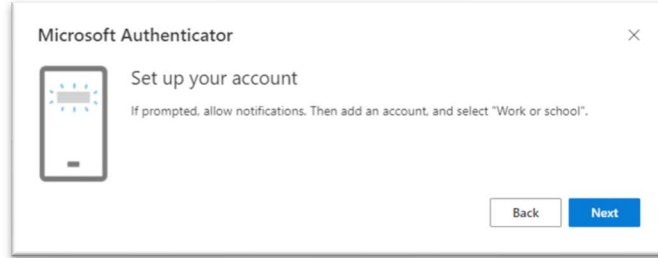 Microsoft Authenticator
Set up your account
If prompted, allow notifications. Then add an account, and select "Work or school".
Back
Next